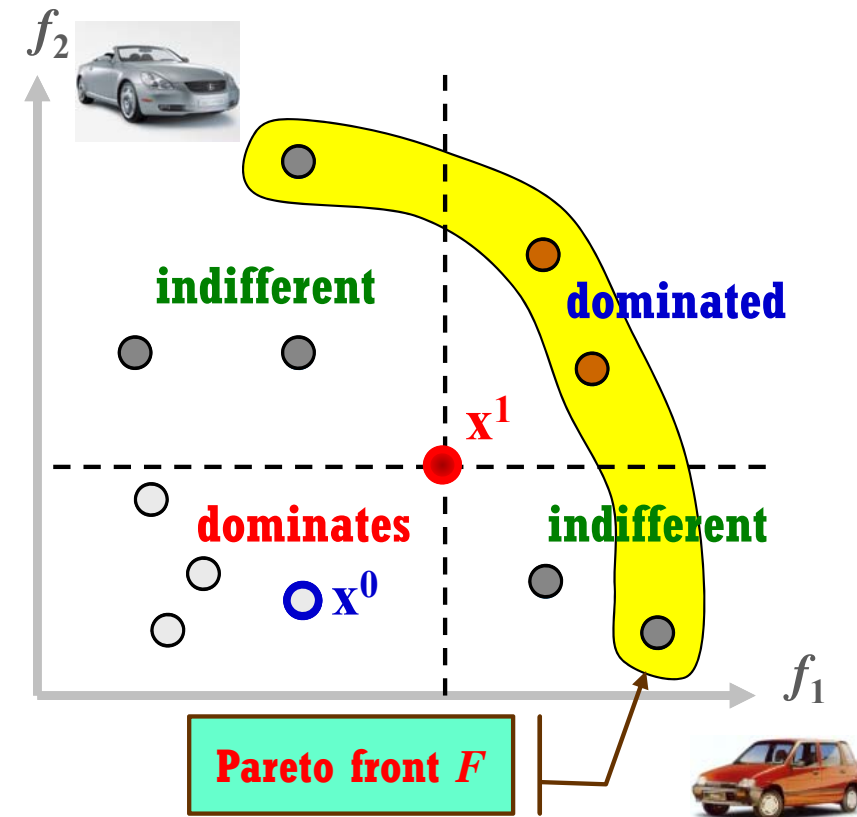 f₂
indifferent
dominated
x¹
dominates
indifferent
x⁰
f₁
Pareto front F